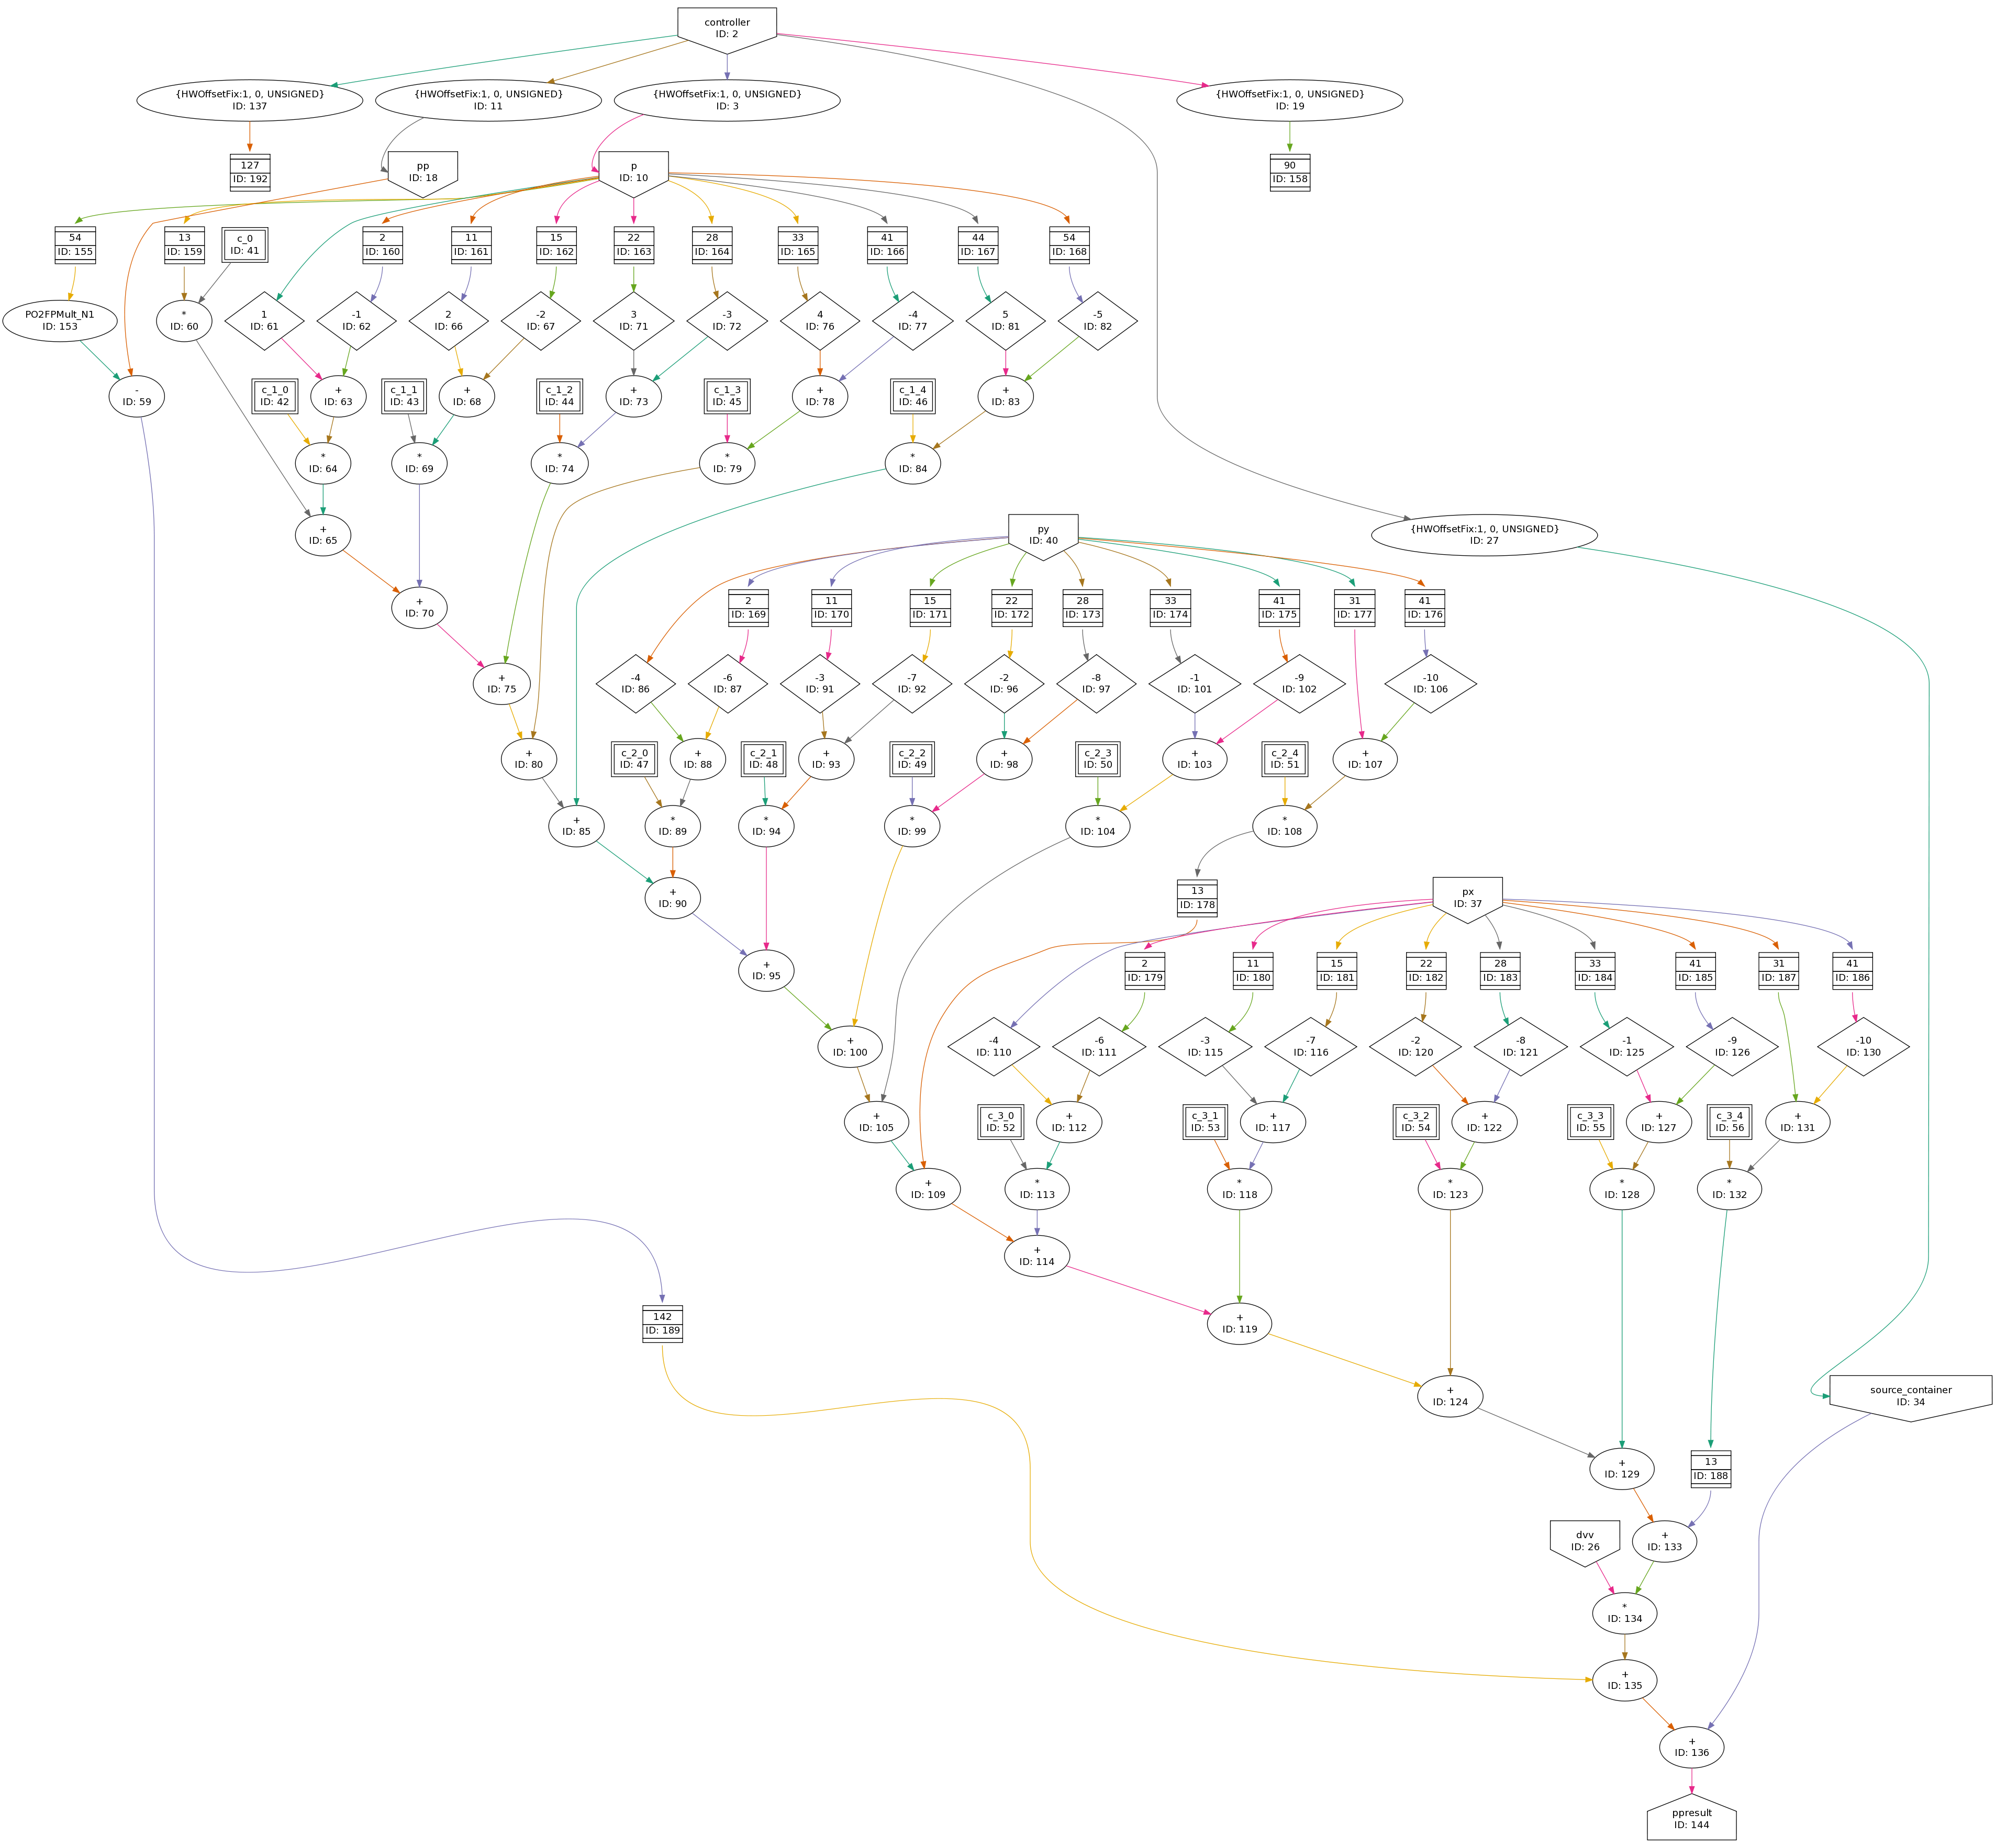 controller
ID: 2
{HWOffsetFix:1, 0, UNSIGNED}
ID: 137
{HWOffsetFix:1, 0, UNSIGNED}
ID: 11
{HWOffsetFix:1, 0, UNSIGNED}
ID: 3
{HWOffsetFix:1, 0, UNSIGNED}
ID: 19
127
ID: 192
pp
ID: 18
p
ID: 10
90
ID: 158
54
ID: 155
13
ID: 159
c_0
ID: 41
2
ID: 160
11
ID: 161
15
ID: 162
22
ID: 163
28
ID: 164
33
ID: 165
41
ID: 166
44
ID: 167
54
ID: 168
PO2FPMult_N1
ID: 153
*
ID: 60
1
ID: 61
-1
ID: 62
2
ID: 66
-2
ID: 67
3
ID: 71
-3
ID: 72
4
ID: 76
-4
ID: 77
5
ID: 81
-5
ID: 82
-
ID: 59
c_1_0
ID: 42
+
ID: 63
c_1_1
ID: 43
+
ID: 68
c_1_2
ID: 44
+
ID: 73
c_1_3
ID: 45
+
ID: 78
c_1_4
ID: 46
+
ID: 83
*
ID: 64
*
ID: 69
*
ID: 74
*
ID: 79
*
ID: 84
+
ID: 65
py
ID: 40
{HWOffsetFix:1, 0, UNSIGNED}
ID: 27
+
ID: 70
2
ID: 169
11
ID: 170
15
ID: 171
22
ID: 172
28
ID: 173
33
ID: 174
41
ID: 175
31
ID: 177
41
ID: 176
+
ID: 75
-4
ID: 86
-6
ID: 87
-3
ID: 91
-7
ID: 92
-2
ID: 96
-8
ID: 97
-1
ID: 101
-9
ID: 102
-10
ID: 106
+
ID: 80
c_2_0
ID: 47
+
ID: 88
c_2_1
ID: 48
+
ID: 93
c_2_2
ID: 49
+
ID: 98
c_2_3
ID: 50
+
ID: 103
c_2_4
ID: 51
+
ID: 107
+
ID: 85
*
ID: 89
*
ID: 94
*
ID: 99
*
ID: 104
*
ID: 108
+
ID: 90
13
ID: 178
px
ID: 37
+
ID: 95
2
ID: 179
11
ID: 180
15
ID: 181
22
ID: 182
28
ID: 183
33
ID: 184
41
ID: 185
31
ID: 187
41
ID: 186
+
ID: 100
-4
ID: 110
-6
ID: 111
-3
ID: 115
-7
ID: 116
-2
ID: 120
-8
ID: 121
-1
ID: 125
-9
ID: 126
-10
ID: 130
+
ID: 105
c_3_0
ID: 52
+
ID: 112
c_3_1
ID: 53
+
ID: 117
c_3_2
ID: 54
+
ID: 122
c_3_3
ID: 55
+
ID: 127
c_3_4
ID: 56
+
ID: 131
+
ID: 109
*
ID: 113
*
ID: 118
*
ID: 123
*
ID: 128
*
ID: 132
+
ID: 114
142
ID: 189
+
ID: 119
+
ID: 124
source_container
ID: 34
+
ID: 129
13
ID: 188
dvv
ID: 26
+
ID: 133
*
ID: 134
+
ID: 135
+
ID: 136
ppresult
ID: 144